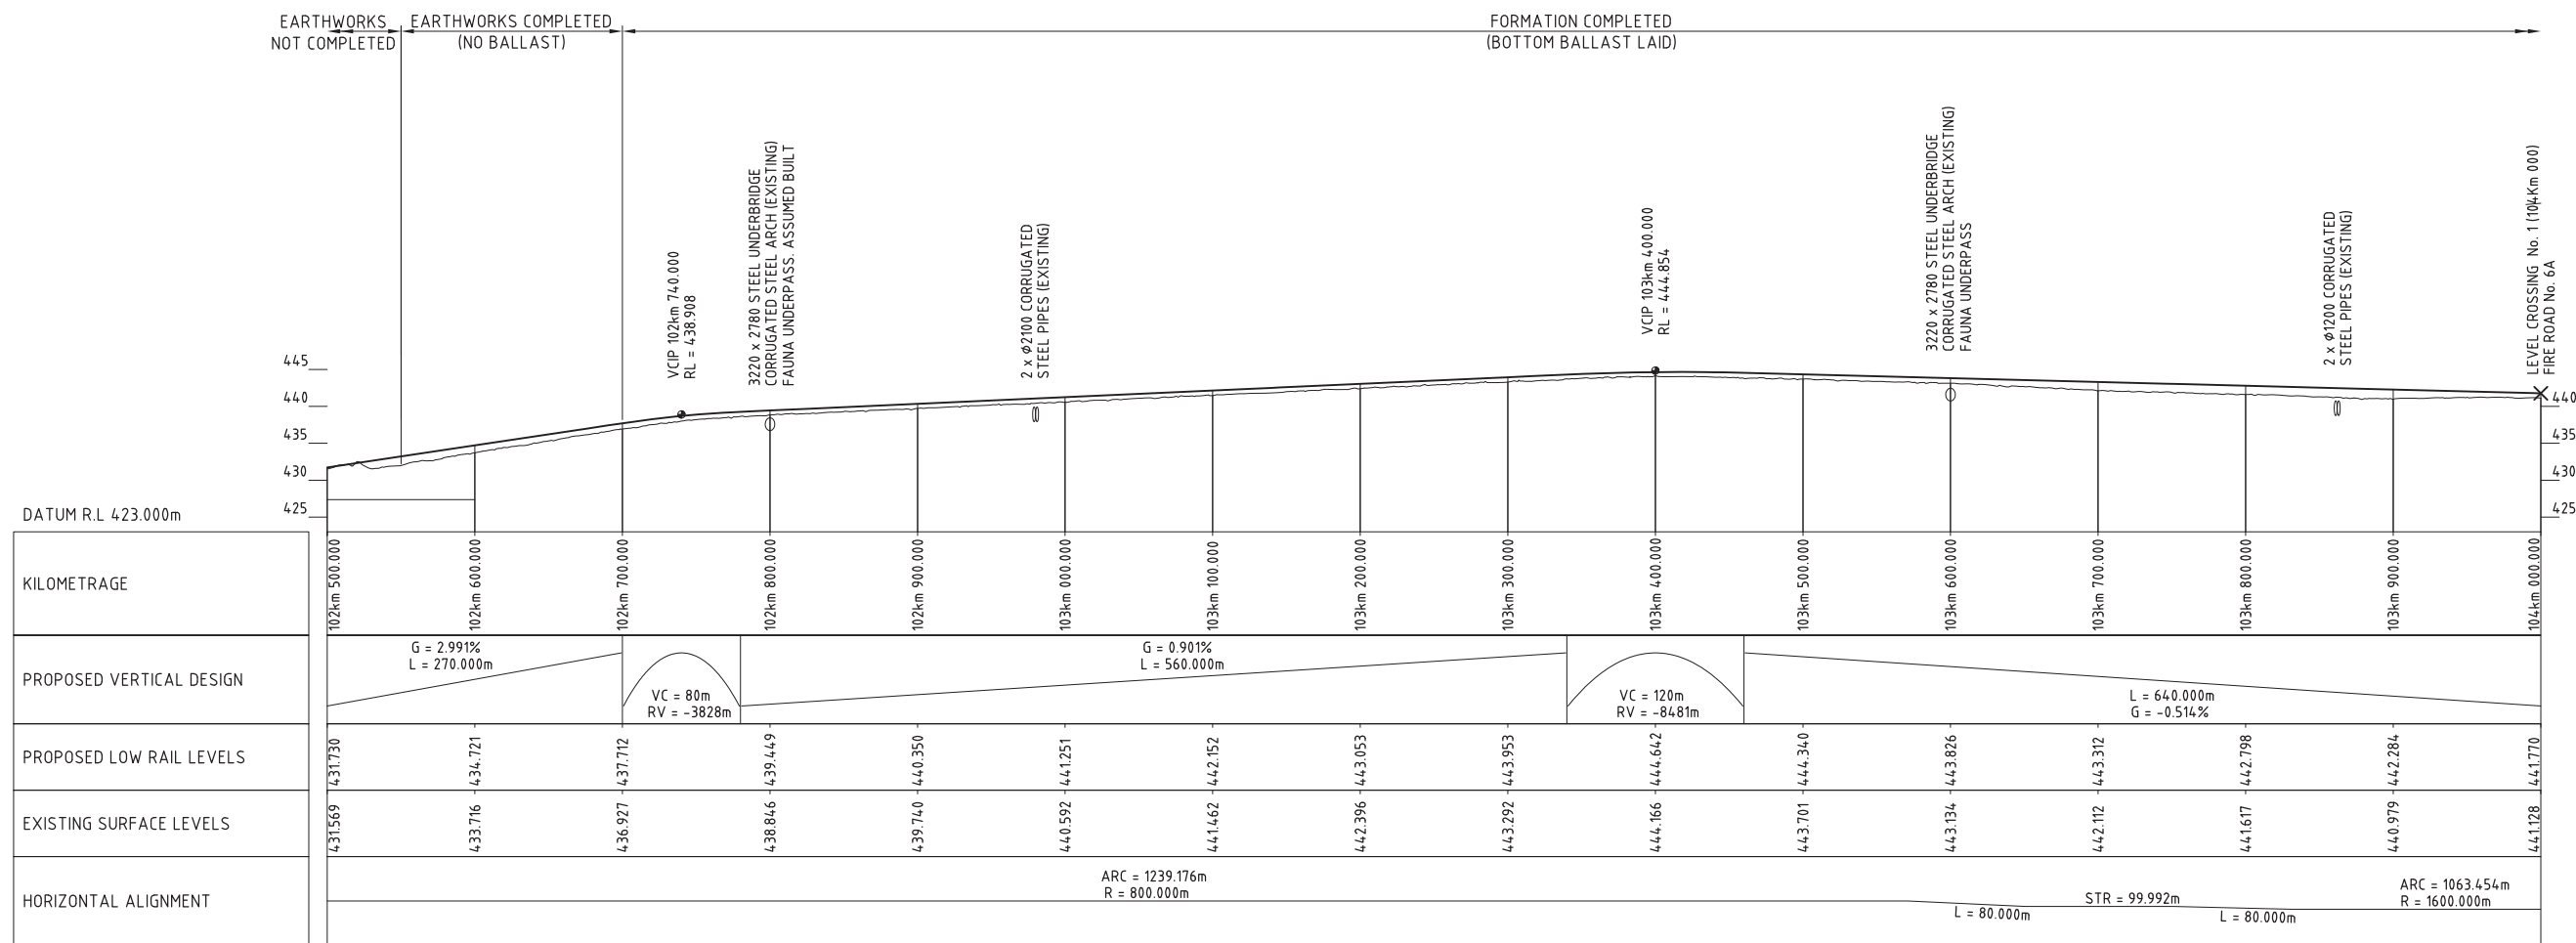 EARTHWORKS
NOT COMPLETED
EARTHWORKS COMPLETED
(NO BALLAST)
FORMATION COMPLETED
(BOTTOM BALLAST LAID)
VCIP 102km 740.000
RL = 438.908
3220 x 2780 STEEL UNDERBRIDGE
CORRUGATED STEEL ARCH (EXISTING)
FAUNA UNDERPASS. ASSUMED BUILT
2 x Ø2100 CORRUGATED
STEEL PIPES (EXISTING)
VCIP 103km 400.000
RL = 444.854
3220 x 2780 STEEL UNDERBRIDGE
CORRUGATED STEEL ARCH (EXISTING)
FAUNA UNDERPASS
2 x Ø1200 CORRUGATED
STEEL PIPES (EXISTING)
LEVEL CROSSING No. 1 (104Km 000)
FIRE ROAD No. 6A
445
440
435
430
425
440
435
430
425
DATUM R.L 423.000m
KILOMETRAGE
102km 500.000
102km 600.000
102km 700.000
102km 800.000
102km 900.000
103km 000.000
103km 100.000
103km 200.000
103km 300.000
103km 400.000
103km 500.000
103km 600.000
103km 700.000
103km 800.000
103km 900.000
104km 000.000
PROPOSED VERTICAL DESIGN
G = 2.991%
L = 270.000m
VC = 80m
RV = -3828m
G = 0.901%
L = 560.000m
VC = 120m
RV = -8481m
L = 640.000m
G = -0.514%
PROPOSED LOW RAIL LEVELS
431.730
434.721
437.712
439.449
440.350
441.251
442.152
443.053
443.953
444.642
444.340
443.826
443.312
442.798
442.284
441.770
EXISTING SURFACE LEVELS
431.569
433.716
436.927
438.846
439.740
440.592
441.462
442.396
443.292
444.166
443.701
443.134
442.112
441.617
440.979
441.128
HORIZONTAL ALIGNMENT
ARC = 1239.176m
R = 800.000m
L = 80.000m
STR = 99.992m
L = 80.000m
ARC = 1063.454m
R = 1600.000m